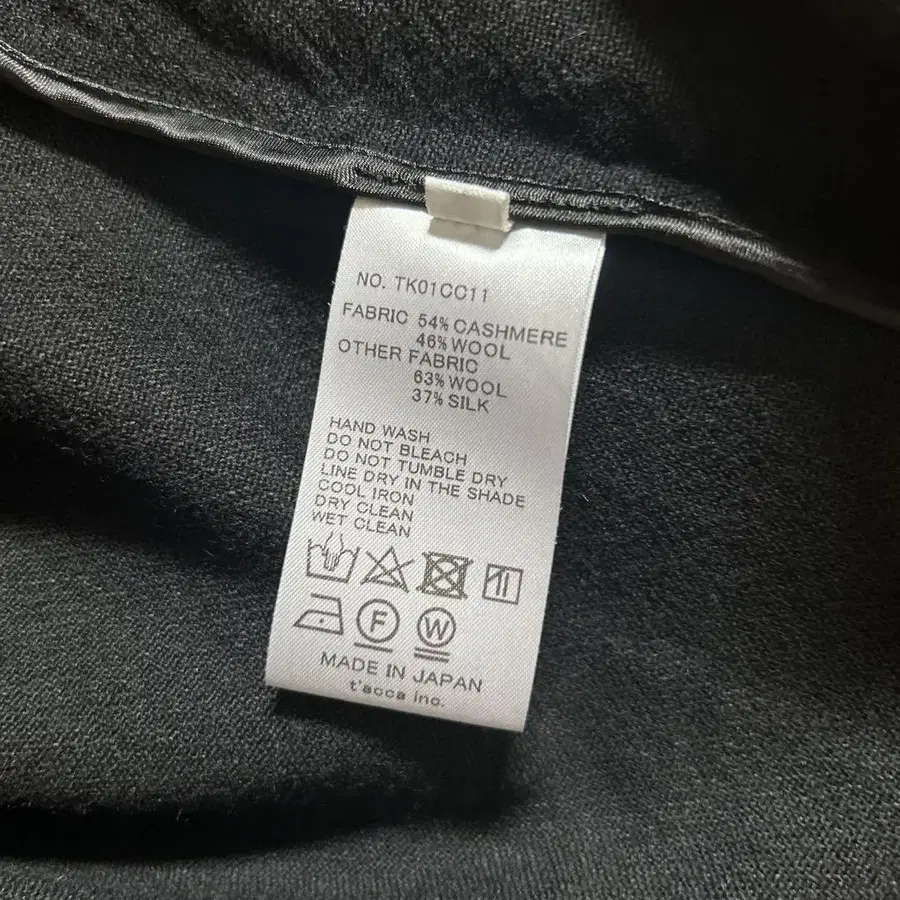 NO. TK01CC11
FABRIC 54% CASHMERE
46% WOOL
OTHER FABRIC
63% WOOL
37% SILK
HAND WASH
DO NOT BLEACH
DO NOT TUMBLE DRY
LINE DRY IN THE SHADE
COOL IRON
DRY CLEAN
WET CLEAN
F W
MADE IN JAPAN
t'acca inc.